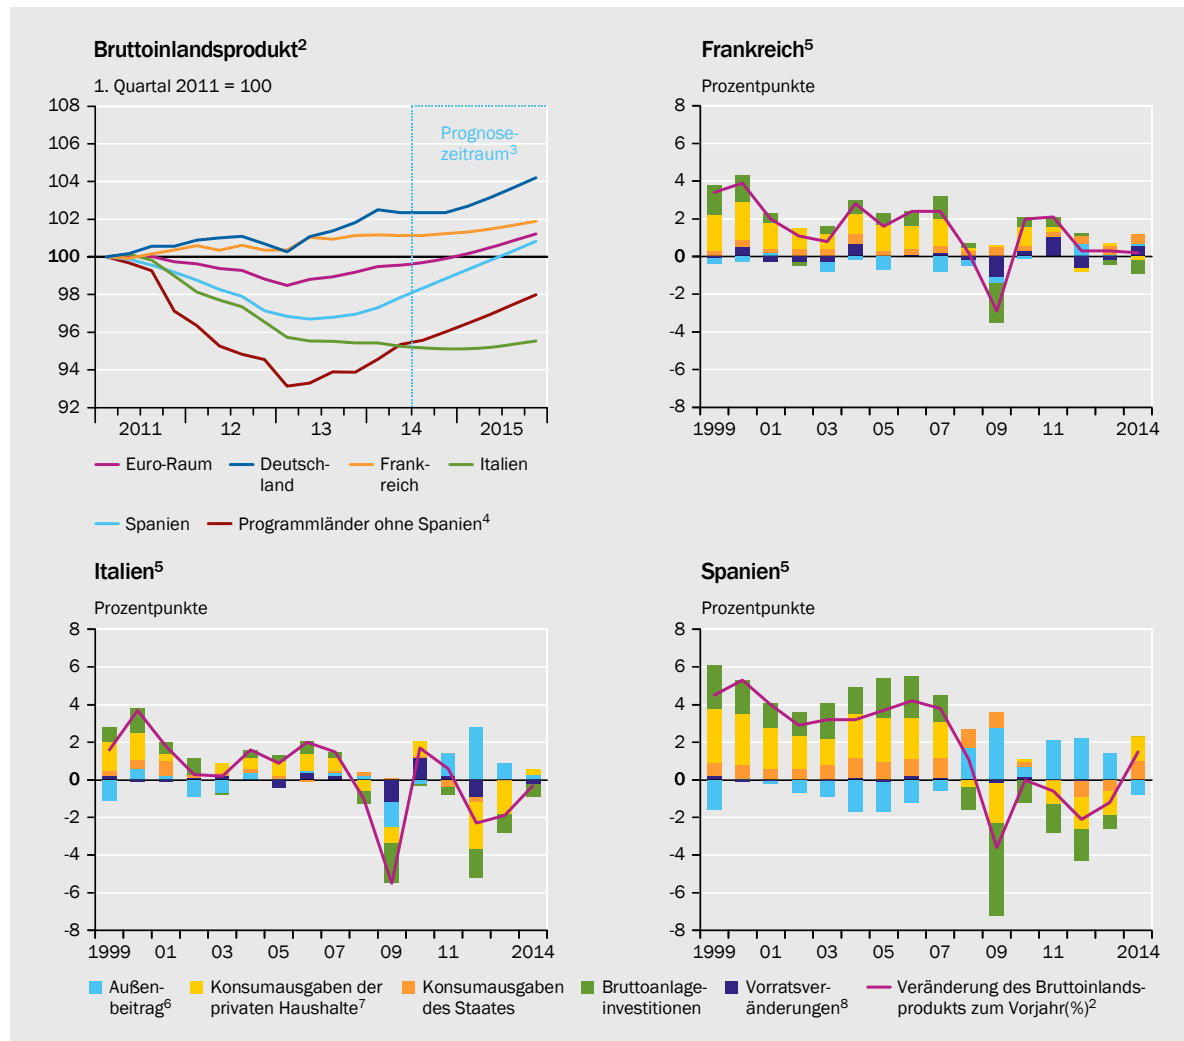 Bruttoinlandsprodukt²
1. Quartal 2011 = 100
108
106
104
102
100
98
96
94
92
Prognose-
zeitraum³
2011 12 13 14 2015
Euro-Raum Deutsch- Frank- Italien
land reich
Spanien Programmländer ohne Spanien⁴
Frankreich⁵
Prozentpunkte
8
6
4
2
0
-2
-4
-6
-8
1999 01 03 05 07 09 11 2014
Italien⁵
Prozentpunkte
8
6
4
2
0
-2
-4
-6
-8
1999 01 03 05 07 09 11 2014
Spanien⁵
Prozentpunkte
8
6
4
2
0
-2
-4
-6
-8
1999 01 03 05 07 09 11 2014
Außen- Konsumausgaben der Konsumausgaben Bruttoanlage- Vorratsver- Veränderung des Bruttoinlands-
beitrag⁶ privaten Haushalte⁷ des Staates investitionen änderungen⁸ produkts zum Vorjahr(%)²